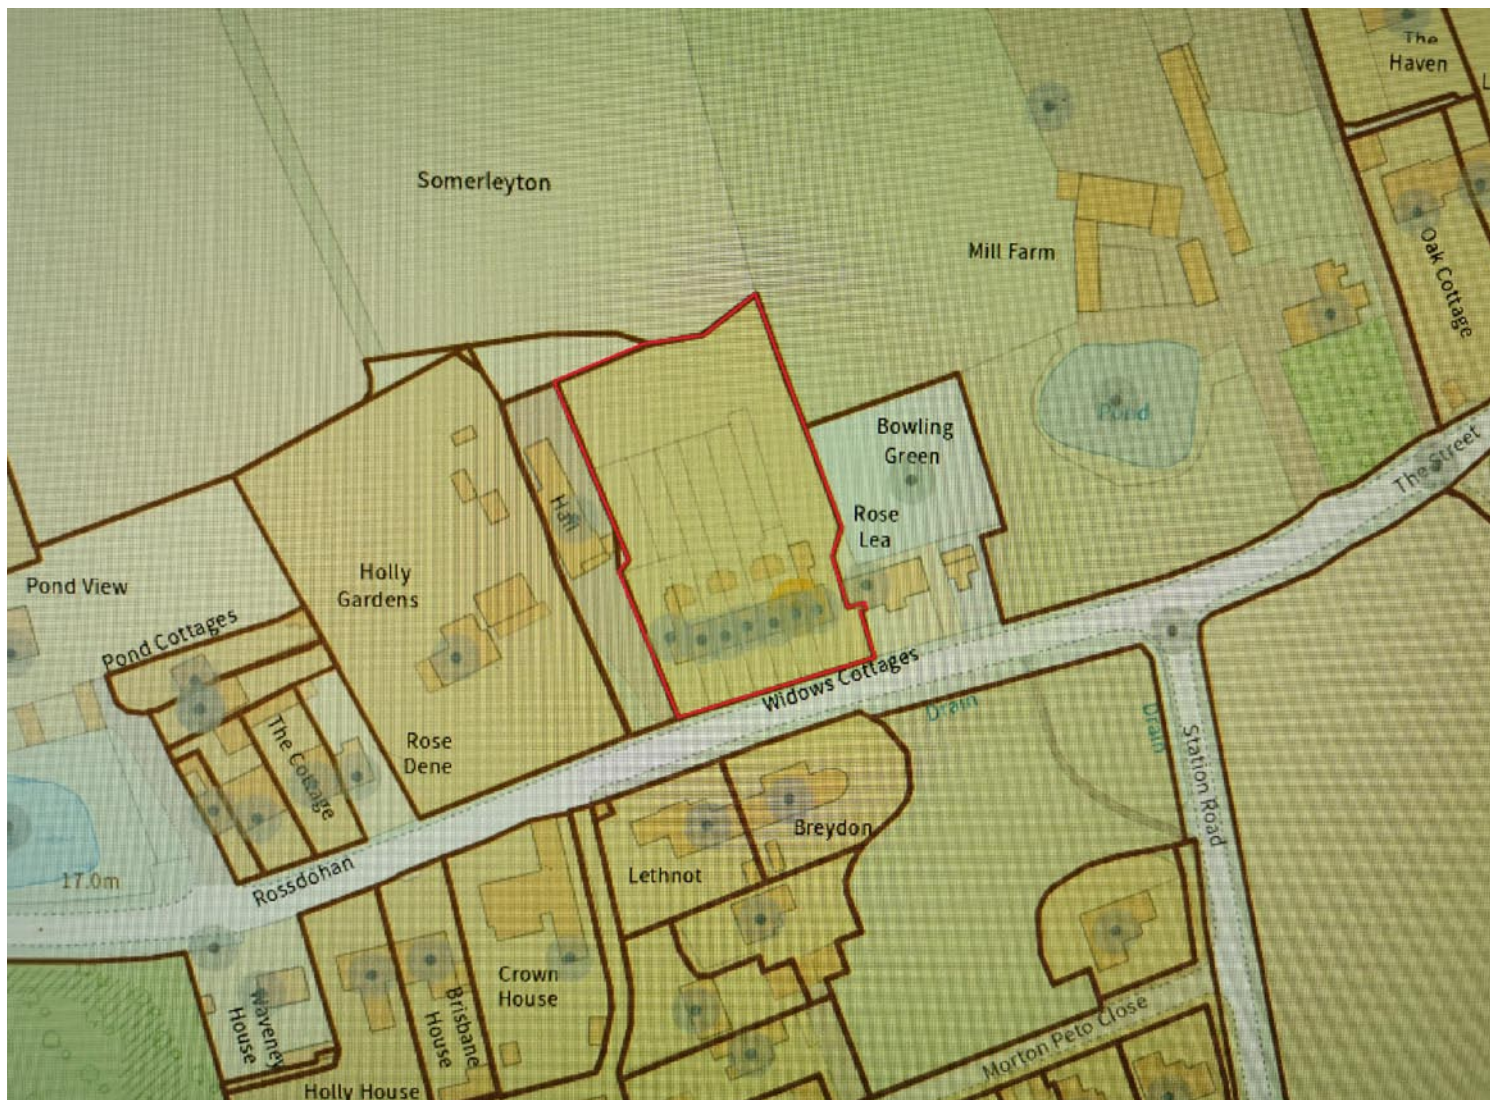 The
Haven
Somerleyton
Mill Farm
Oak Cottage
Pond
Bowling
Green
The Street
Hall
Rose
Lea
Pond View
Holly
Gardens
Pond Cottages
Widows Cottages
Drain
Drain
Station Road
The Cottage
Rose
Dene
Breydon
Lethnot
17.0m
Rossdohan
Crown
House
Waveney
House
Brisbane
House
Morton Peto Close
Holly House